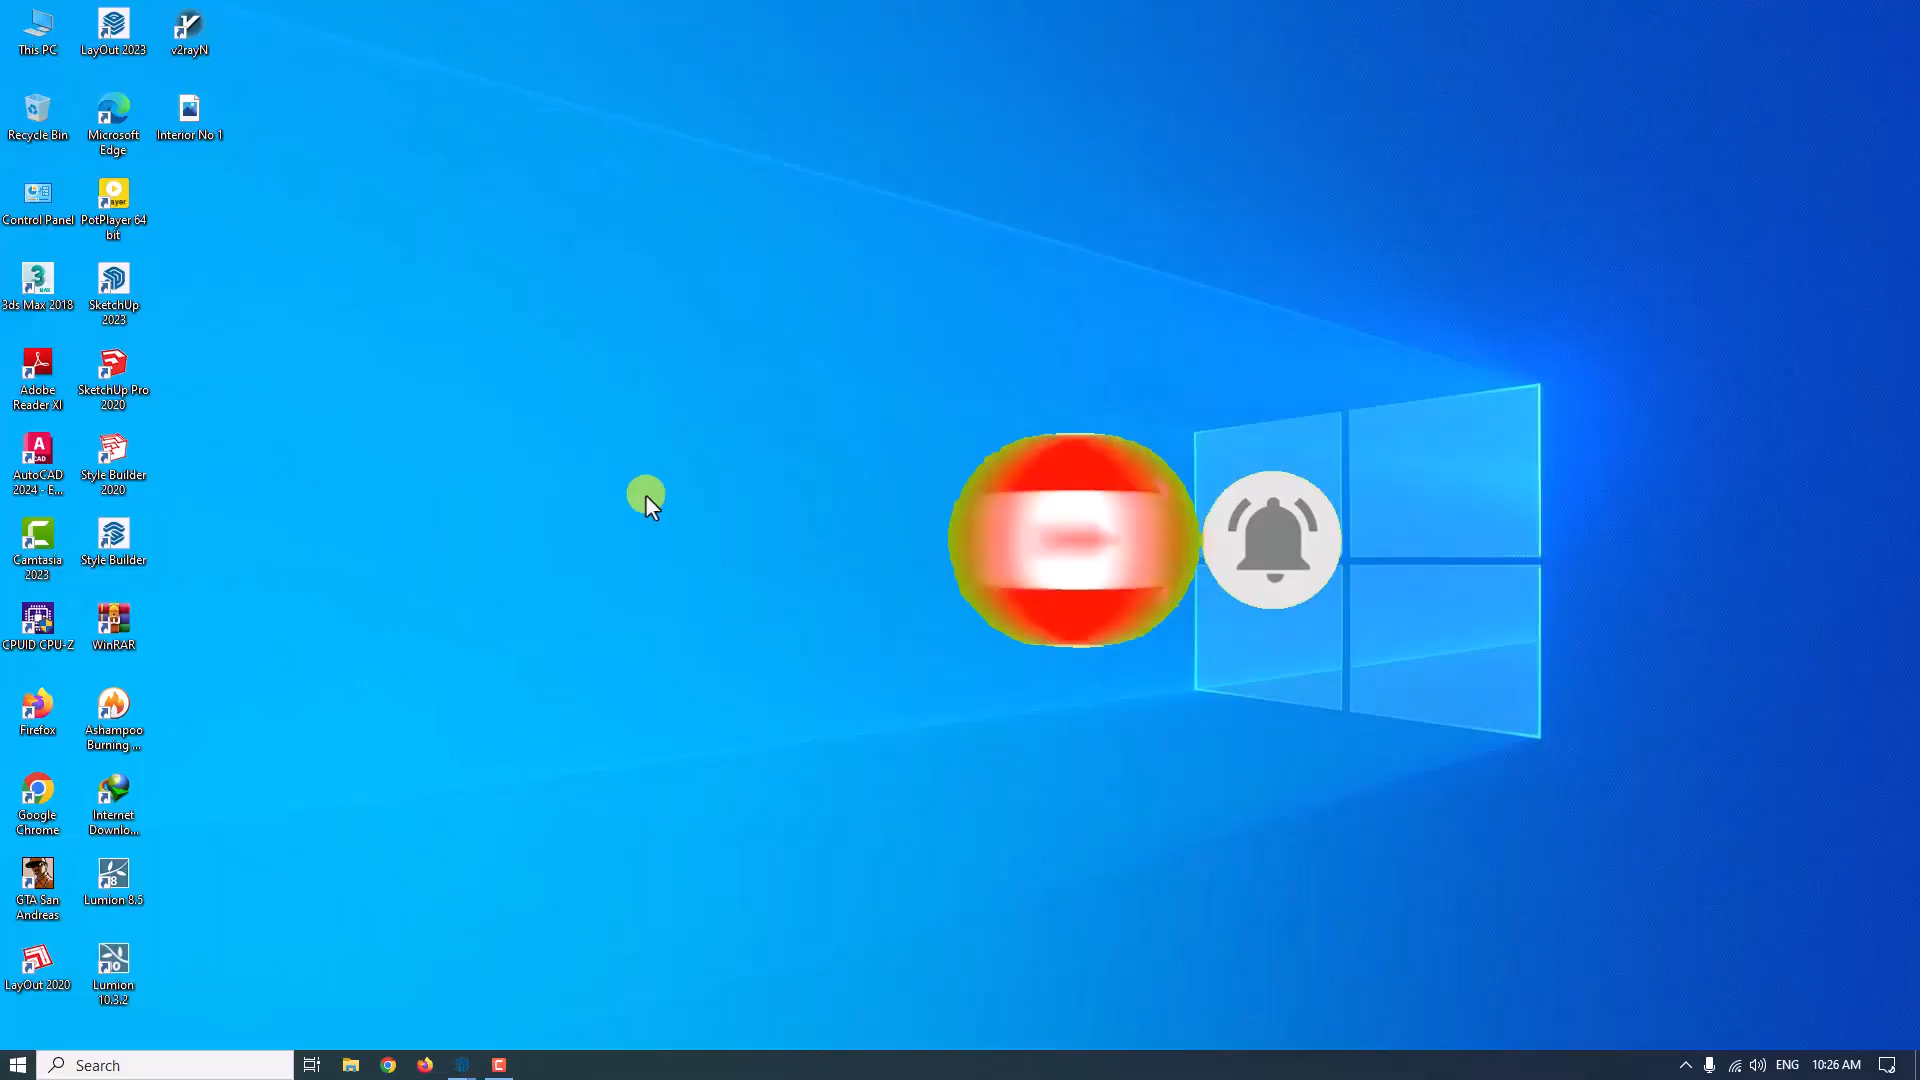 This PC
LayOut 2023
v2rayN
Recycle Bin
Microsoft
Edge
Interior No 1
Control Panel
PotPlayer 64
bit
3ds Max 2018
SketchUp
2023
Adobe
Reader XI
SketchUp Pro
2020
AutoCAD
2024 - E...
Style Builder
2020
Camtasia
2023
Style Builder
CPUID CPU-Z
WinRAR
Firefox
Ashampoo
Burning ...
Google
Chrome
Internet
Downlo...
GTA San
Andreas
Lumion 8.5
LayOut 2020
Lumion
10.3.2
Search
ENG
10:26 AM